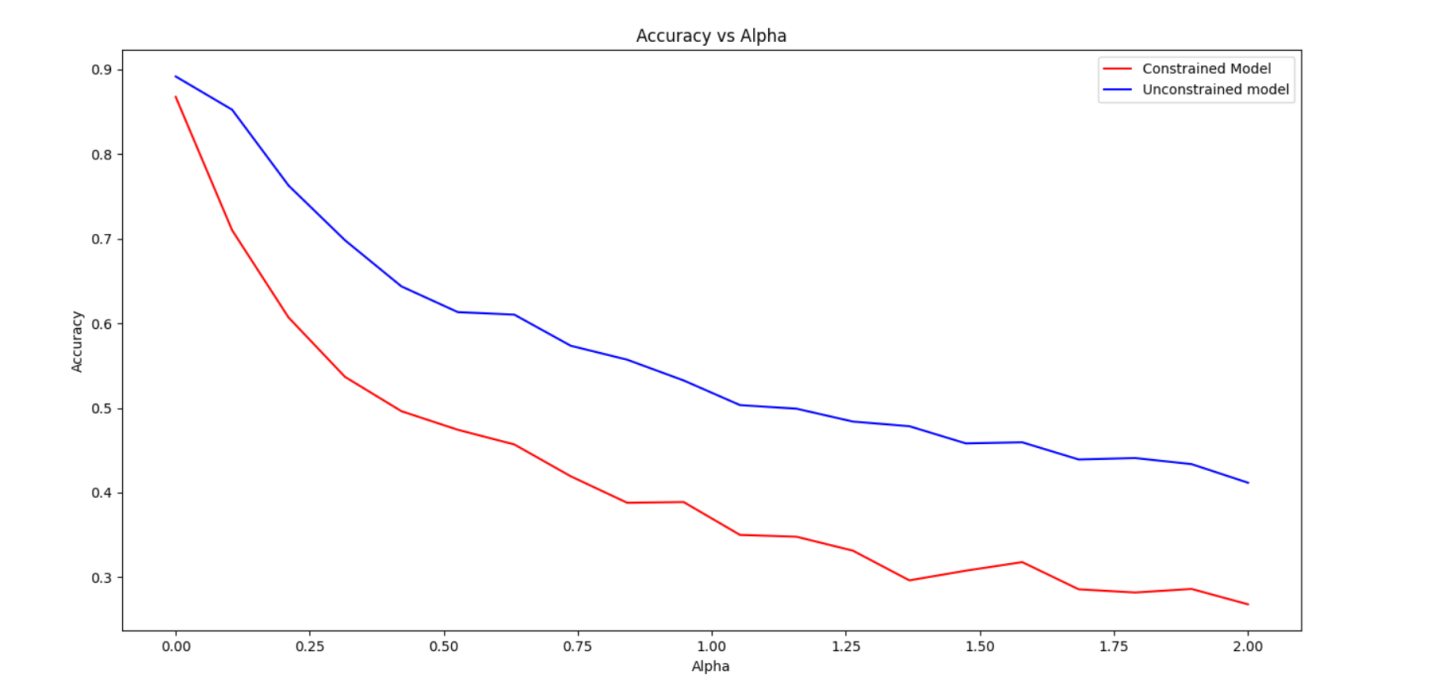 Accuracy vs Alpha
Constrained Model
Unconstrained model
Accuracy
0.9
0.8
0.7
0.6
0.5
0.4
0.3
0.00 0.25 0.50 0.75 1.00 1.25 1.50 1.75 2.00
Alpha